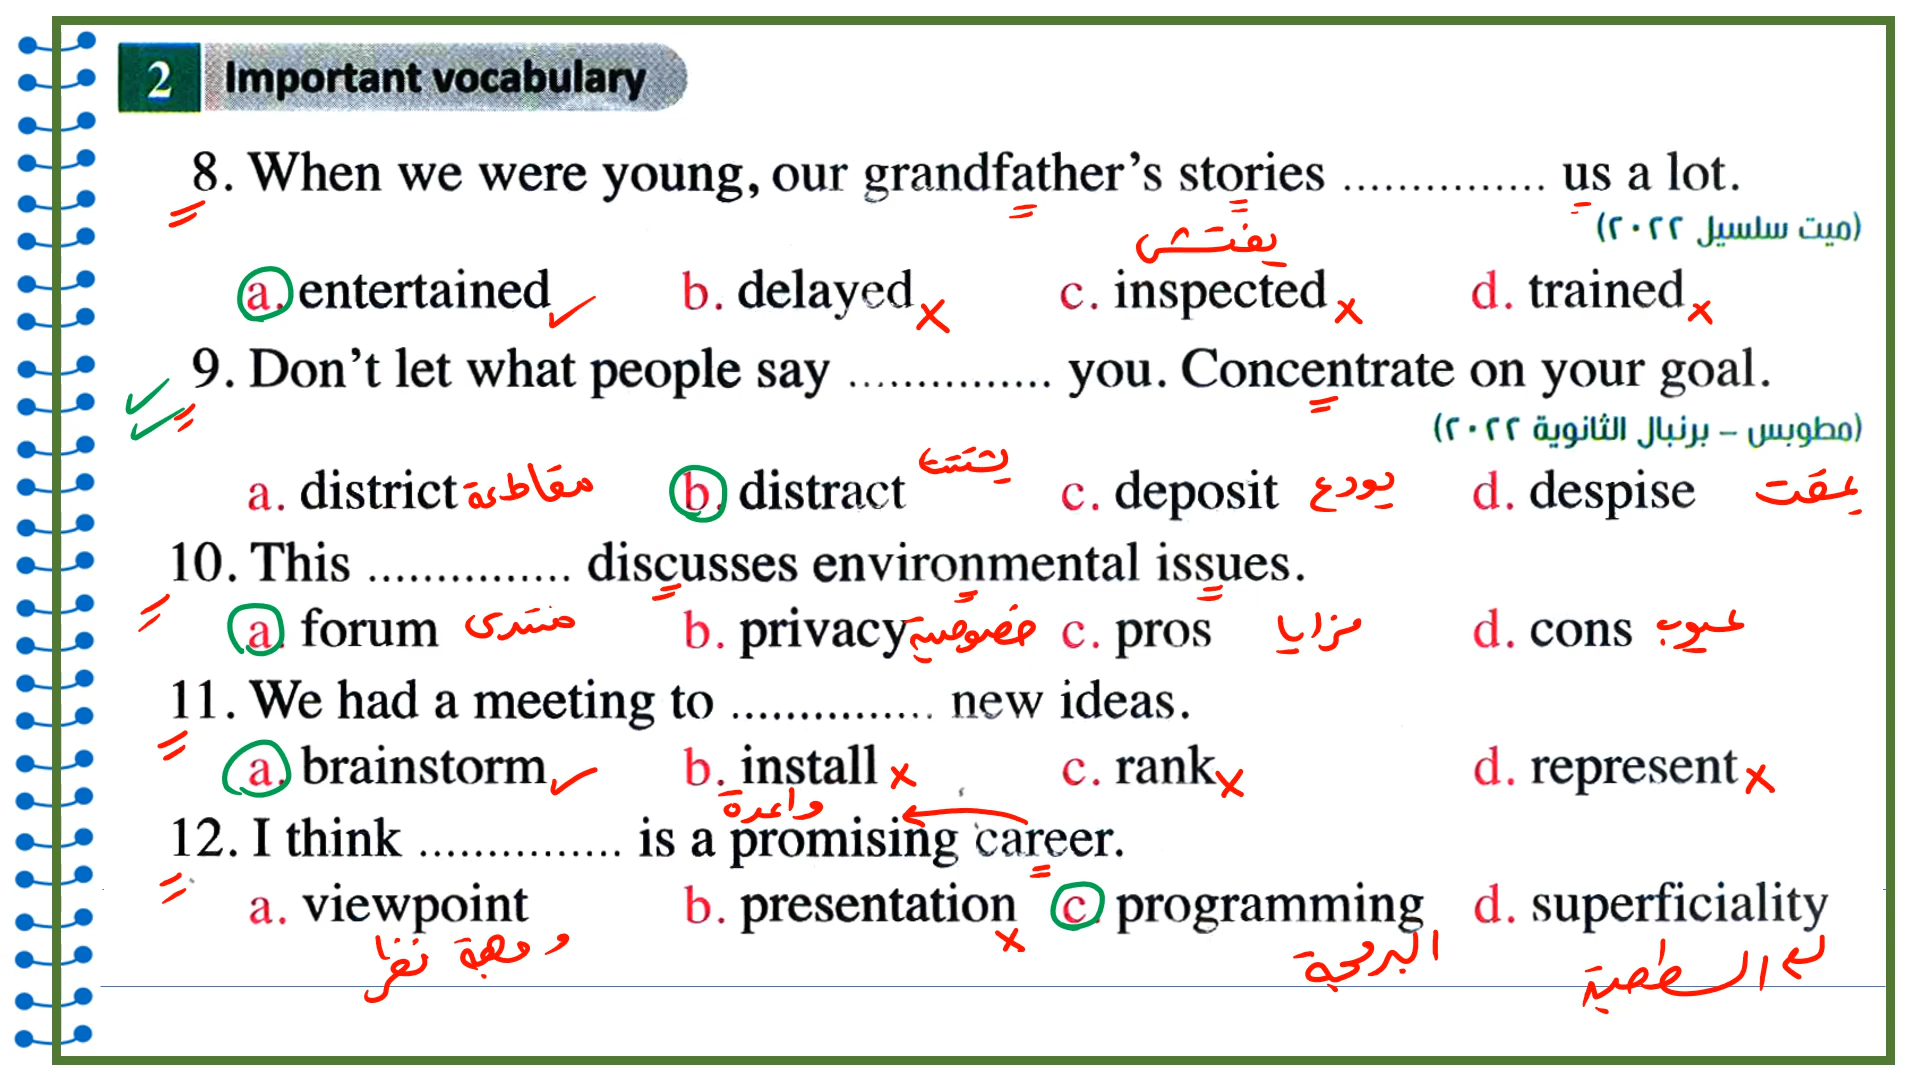 2 Important vocabulary
8. When we were young, our grandfather's stories ............... us a lot.
(ميت سلسيل ٢٠٢٢)
يفتش
a. entertained b. delayed c. inspected d. trained
9. Don't let what people say ............... you. Concentrate on your goal.
(مطوبس – برنبال الثانوية ٢٠٢٢)
a. district مقاطعة b. distract يشتت c. deposit يودع d. despise يمقت
10. This ............... discusses environmental issues.
a. forum منتدى b. privacy خصوصية c. pros مزايا d. cons عيوب
11. We had a meeting to ............... new ideas.
a. brainstorm b. install c. rank d. represent
واعدة
12. I think ............... is a promising career.
a. viewpoint b. presentation c. programming d. superficiality
وجهة نظر البرمجة السطحية